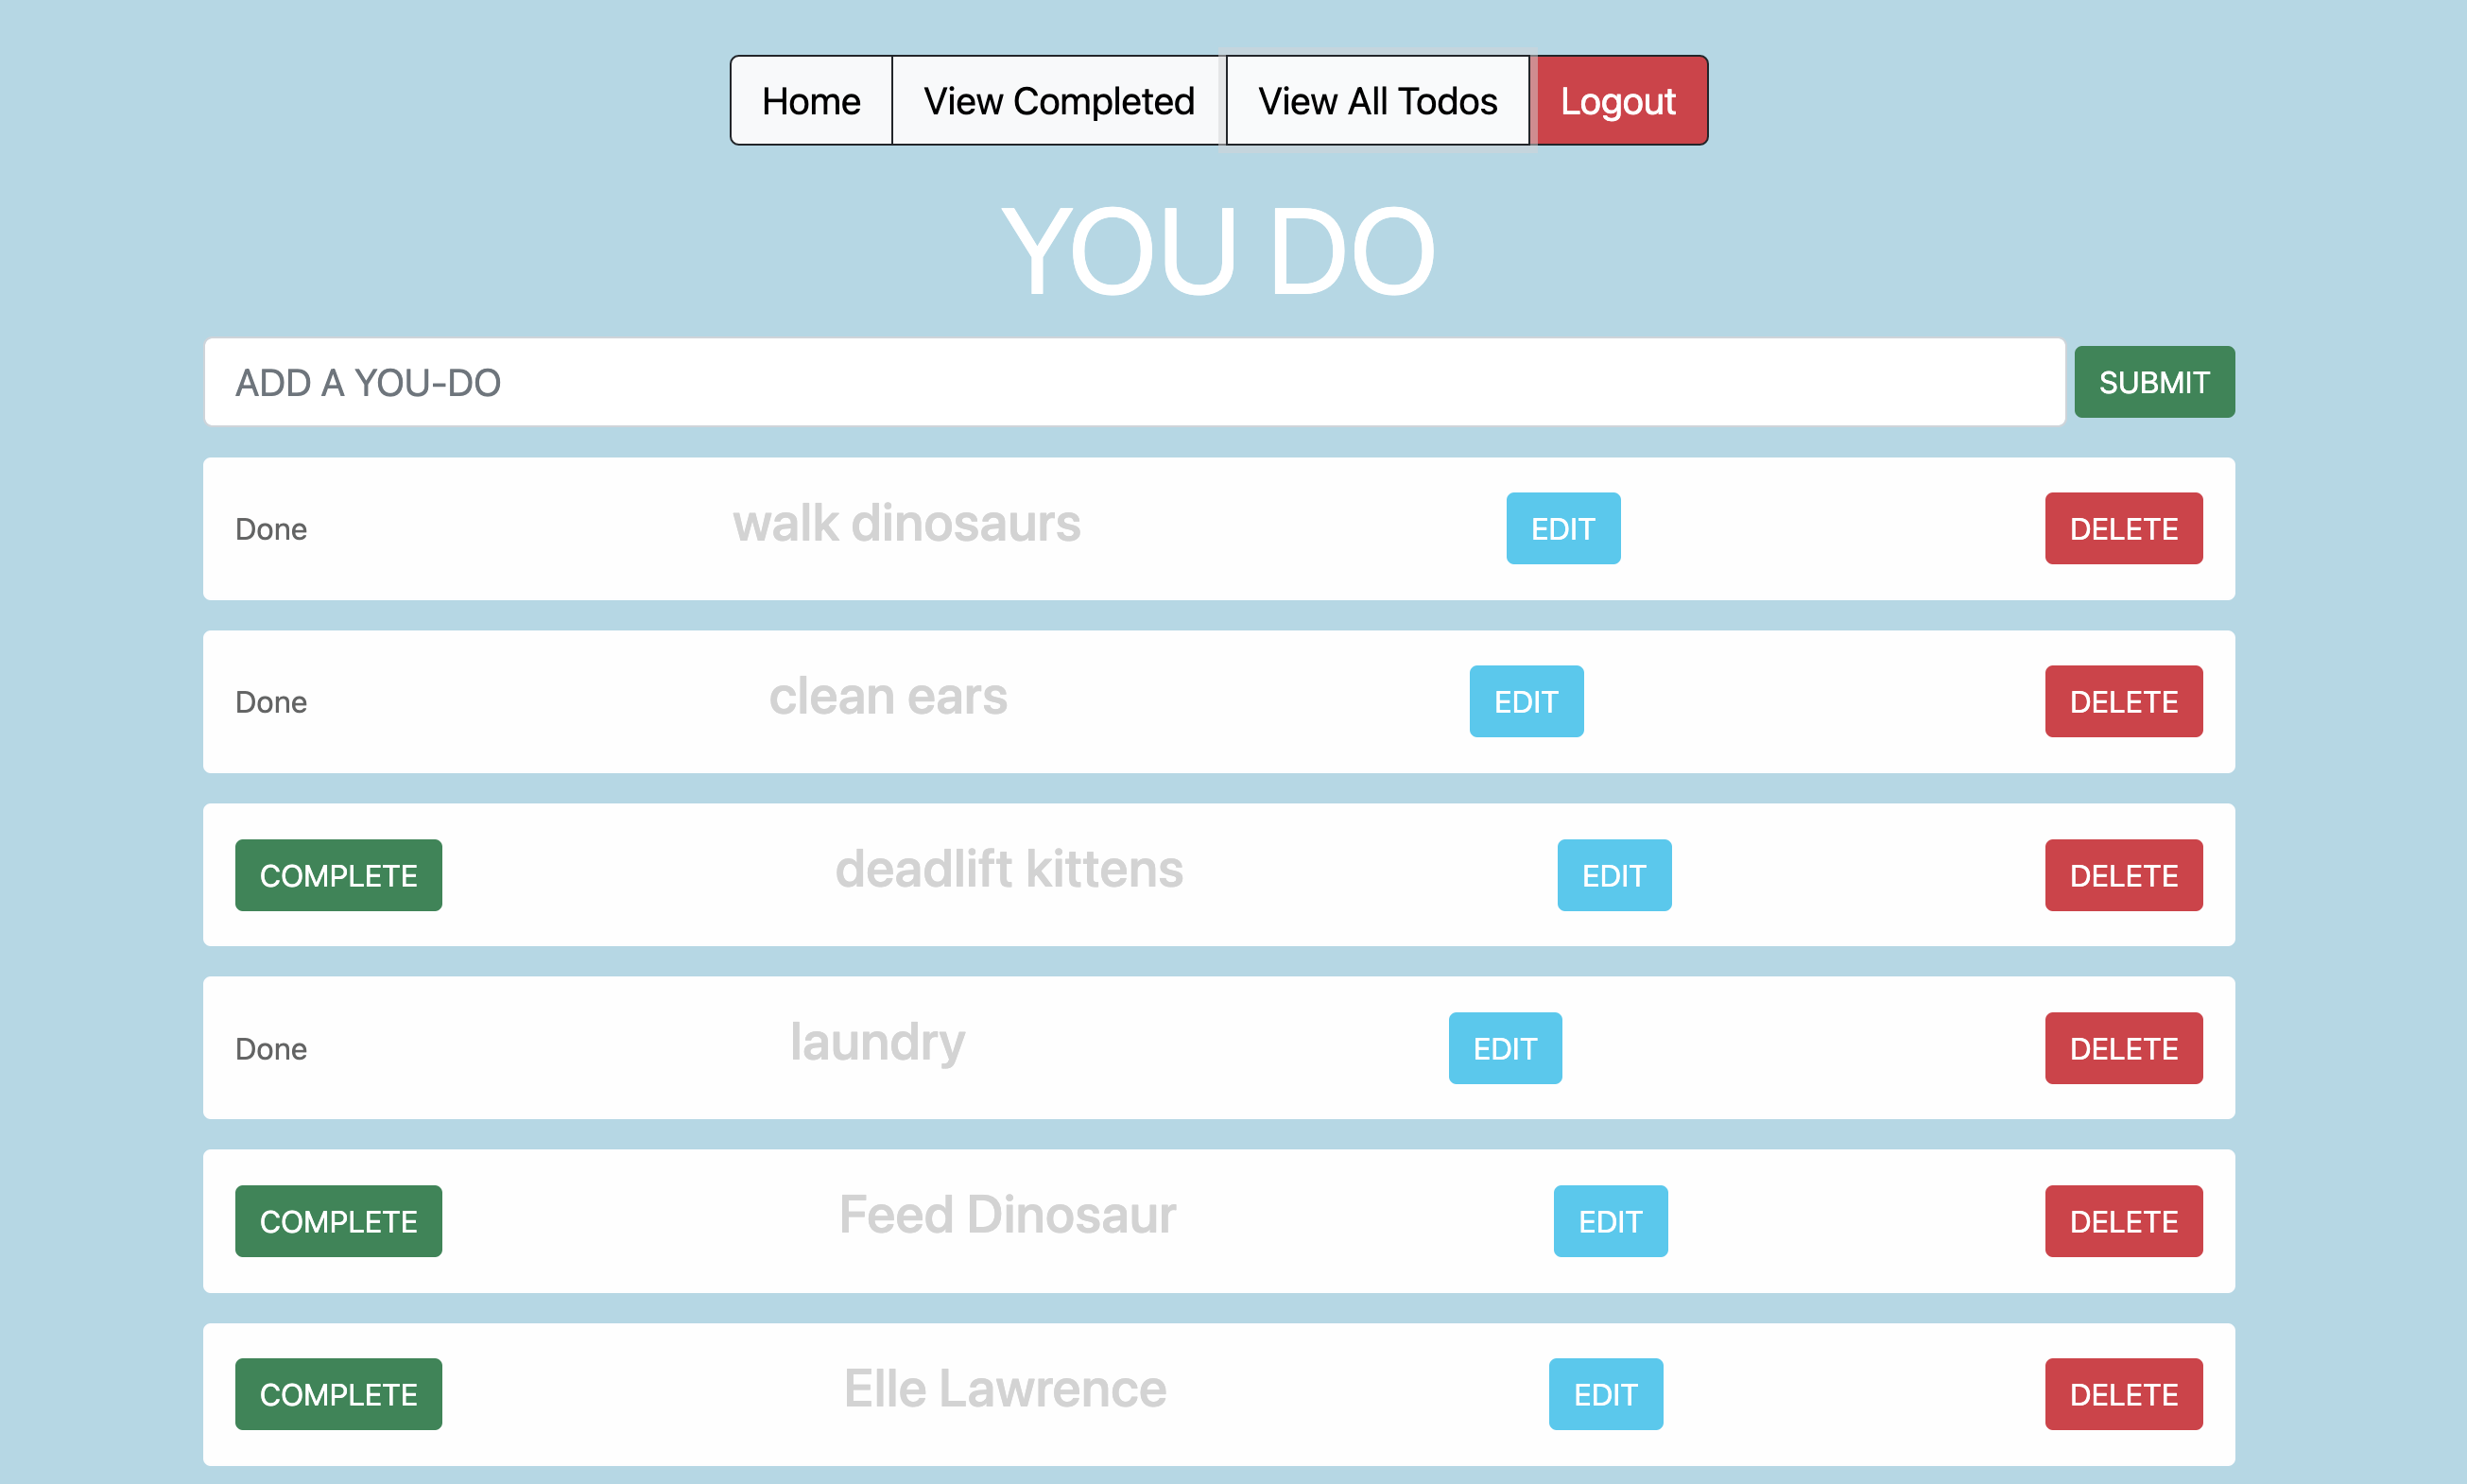 Home View Completed View All Todos Logout
YOU DO
ADD A YOU-DO SUBMIT
Done walk dinosaurs EDIT DELETE
Done clean ears EDIT DELETE
COMPLETE deadlift kittens EDIT DELETE
Done laundry EDIT DELETE
COMPLETE Feed Dinosaur EDIT DELETE
COMPLETE Elle Lawrence EDIT DELETE